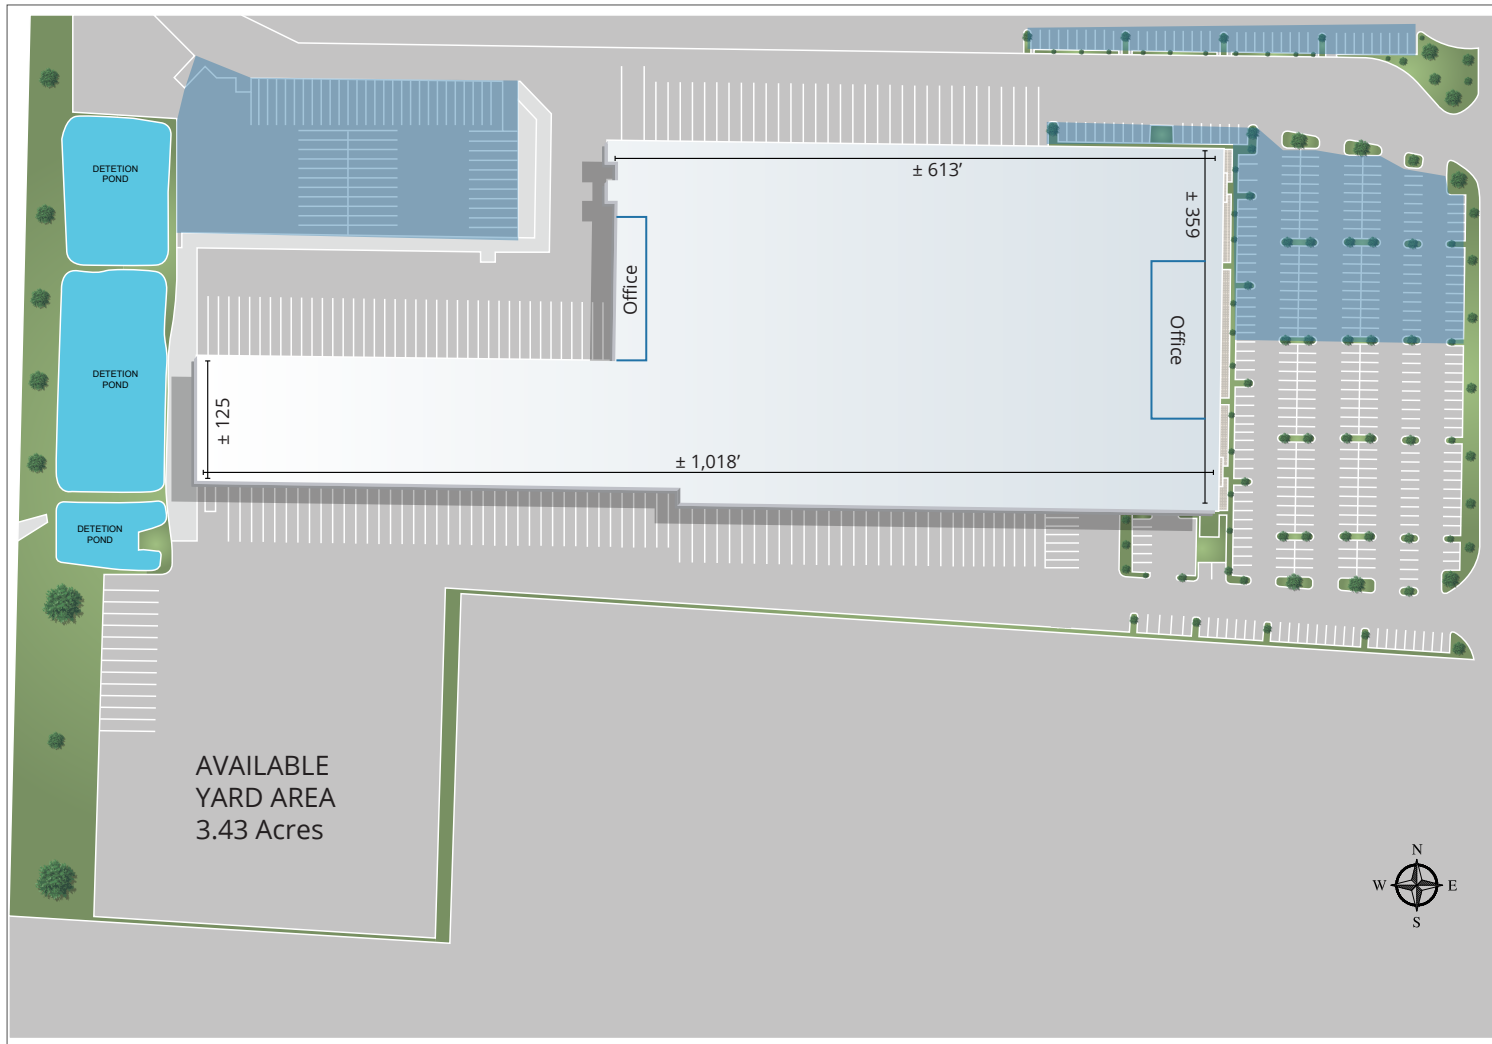 DETETION
POND
± 613'
± 359
Office
Office
DETETION
POND
± 125
± 1,018'
DETETION
POND
AVAILABLE
YARD AREA
3.43 Acres
N
W
E
S